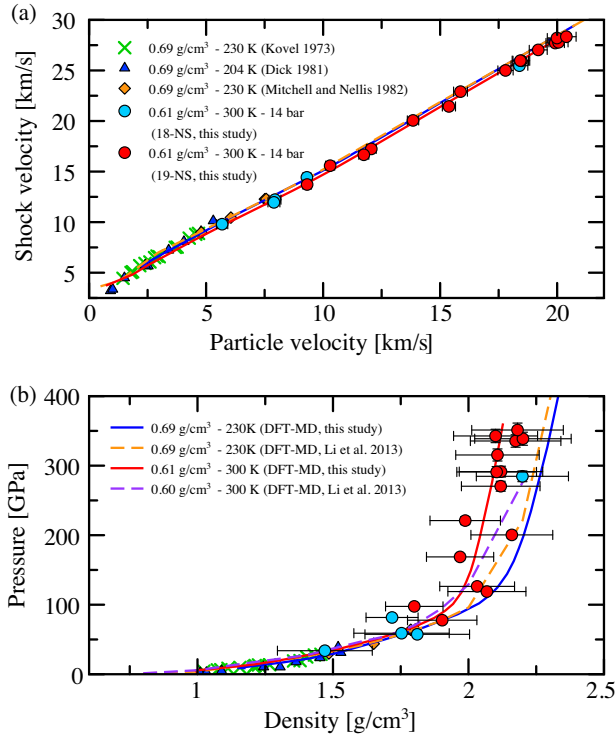 (a)
30
25
20
15
10
5
Shock velocity [km/s]
0.69 g/cm³ - 230 K (Kovel 1973)
0.69 g/cm³ - 204 K (Dick 1981)
0.69 g/cm³ - 230 K (Mitchell and Nellis 1982)
0.61 g/cm³ - 300 K - 14 bar
(18-NS, this study)
0.61 g/cm³ - 300 K - 14 bar
(19-NS, this study)
0 5 10 15 20
Particle velocity [km/s]
(b)
400
300
200
100
0
Pressure [GPa]
0.69 g/cm³ - 230K (DFT-MD, this study)
0.69 g/cm³ - 230K (DFT-MD, Li et al. 2013)
0.61 g/cm³ - 300 K (DFT-MD, this study)
0.60 g/cm³ - 300 K (DFT-MD, Li et al. 2013)
1 1.5 2 2.5
Density [g/cm³]